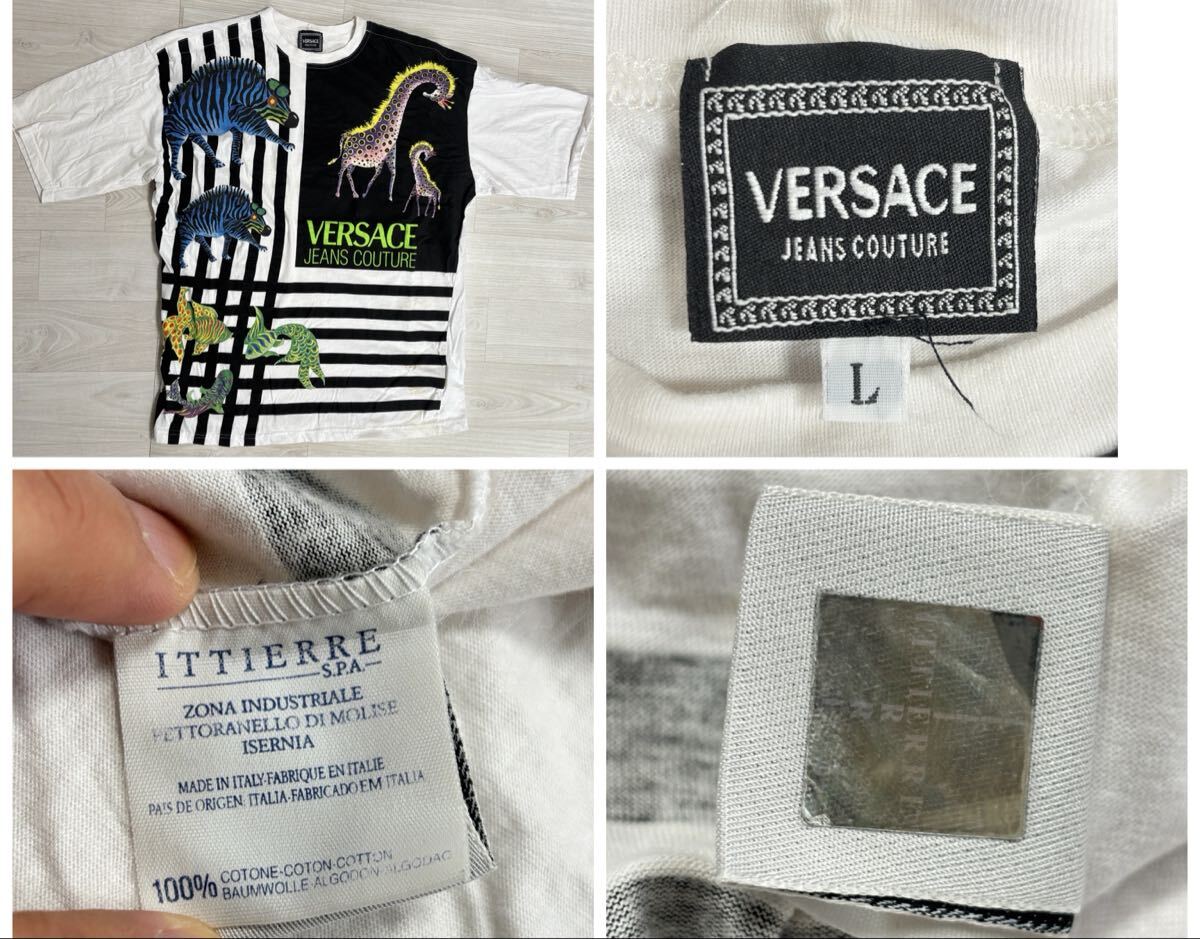 VERSACE
JEANS COUTURE
VERSACE
JEANS COUTURE
L
ITTIERRE
S.P.A.
ZONA INDUSTRIALE
PETTORANELLO DI MOLISE
ISERNIA
MADE IN ITALY-FABRIQUE EN ITALIE
PAIS DE ORIGEN: ITALIA-FABRICADO EM ITALIA
100% COTONE-COTON-COTTON
BAUMWOLLE-ALGODON-ALGODAO
ITTIERRE